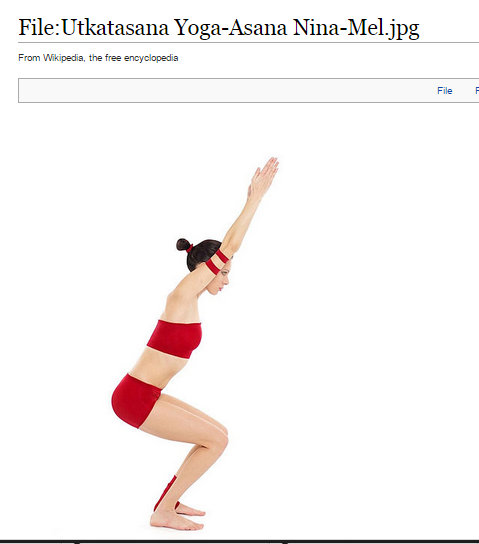 File:Utkatasana Yoga-Asana Nina-Mel.jpg
From Wikipedia, the free encyclopedia
File